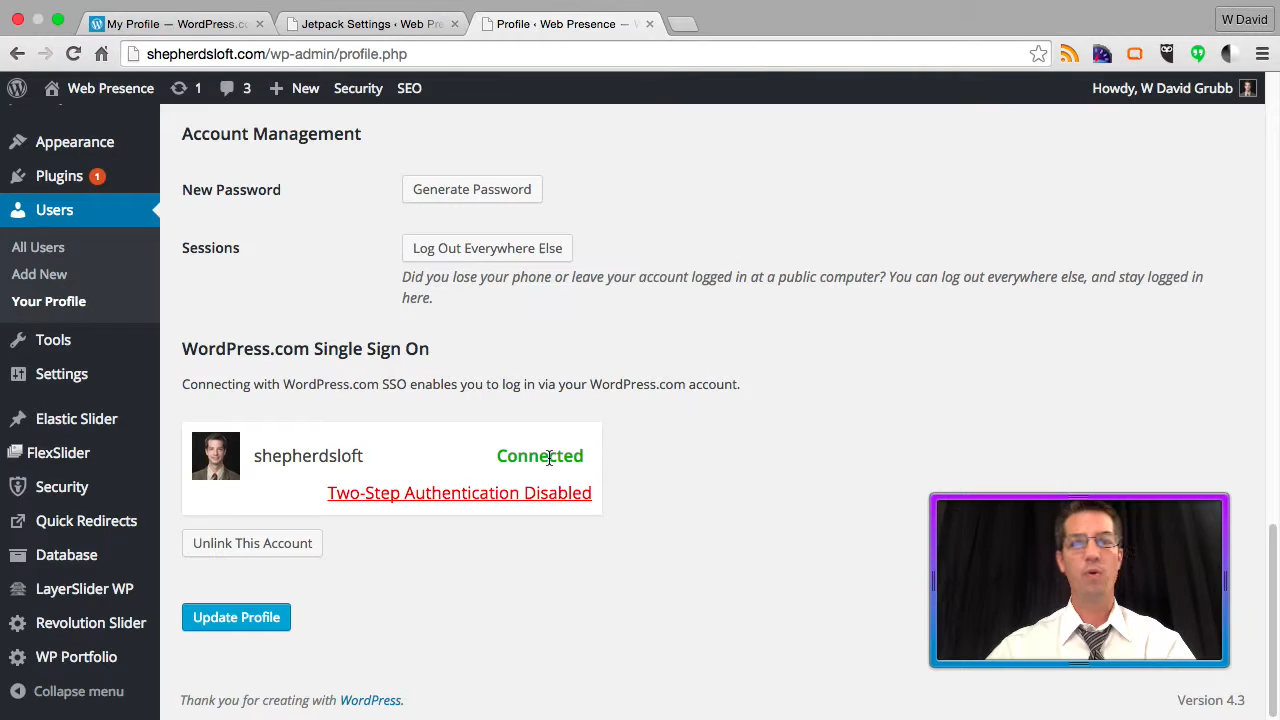 My Profile — WordPress.co
Jetpack Settings ‹ Web Pre
Profile ‹ Web Presence —
W David
shepherdsloft.com/wp-admin/profile.php
Web Presence
1
3
New
Security
SEO
Howdy, W David Grubb
Appearance
Plugins 1
Users
All Users
Add New
Your Profile
Tools
Settings
Elastic Slider
FlexSlider
Security
Quick Redirects
Database
LayerSlider WP
Revolution Slider
WP Portfolio
Collapse menu
Account Management
New Password
Generate Password
Sessions
Log Out Everywhere Else
Did you lose your phone or leave your account logged in at a public computer? You can log out everywhere else, and stay logged in
here.
WordPress.com Single Sign On
Connecting with WordPress.com SSO enables you to log in via your WordPress.com account.
shepherdsloft
Connected
Two-Step Authentication Disabled
Unlink This Account
Update Profile
Thank you for creating with WordPress.
Version 4.3